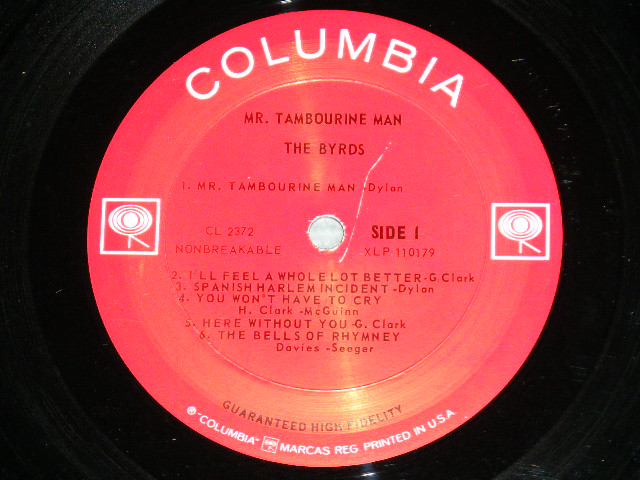 COLUMBIA
MR. TAMBOURINE MAN
THE BYRDS
1. MR. TAMBOURINE MAN -Dylan
CL 2372
SIDE 1
NONBREAKABLE
XLP 110179
2. I'LL FEEL A WHOLE LOT BETTER-G. Clark
3. SPANISH HARLEM INCIDENT -Dylan
4. YOU WON'T HAVE TO CRY
H. Clark -McGuinn
5. HERE WITHOUT YOU -G. Clark
6. THE BELLS OF RHYMNEY
Davies -Seeger
GUARANTEED HIGH FIDELITY
® "COLUMBIA" MARCAS REG. PRINTED IN U.S.A.